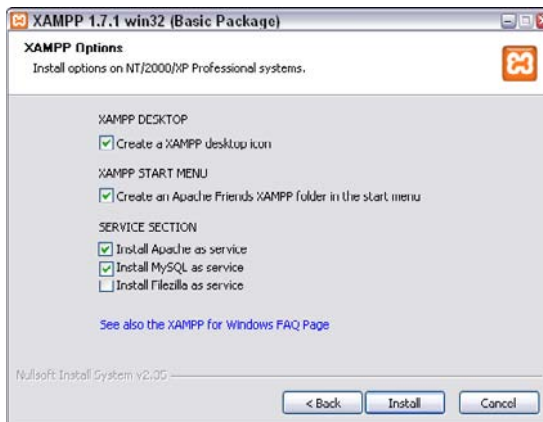 XAMPP 1.7.1 win32 (Basic Package)
XAMPP Options
Install options on NT/2000/XP Professional systems.
XAMPP DESKTOP
Create a XAMPP desktop icon
XAMPP START MENU
Create an Apache Friends XAMPP folder in the start menu
SERVICE SECTION
Install Apache as service
Install MySQL as service
Install Filezilla as service
See also the XAMPP for Windows FAQ Page
Nullsoft Install System v2.35
< Back Install Cancel